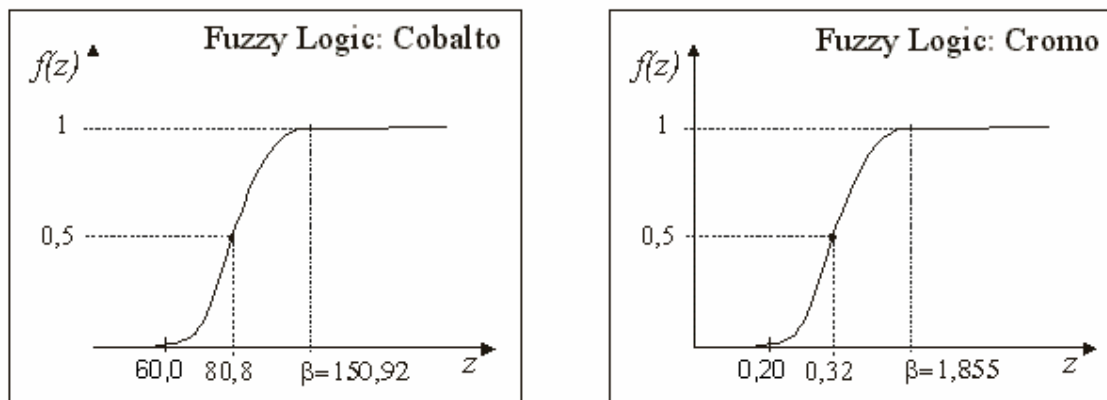 Fuzzy Logic: Cobalto
f(z)
1
0,5
60,0 80,8 β=150,92 z
Fuzzy Logic: Cromo
f(z)
1
0,5
0,20 0,32 β=1,855 z